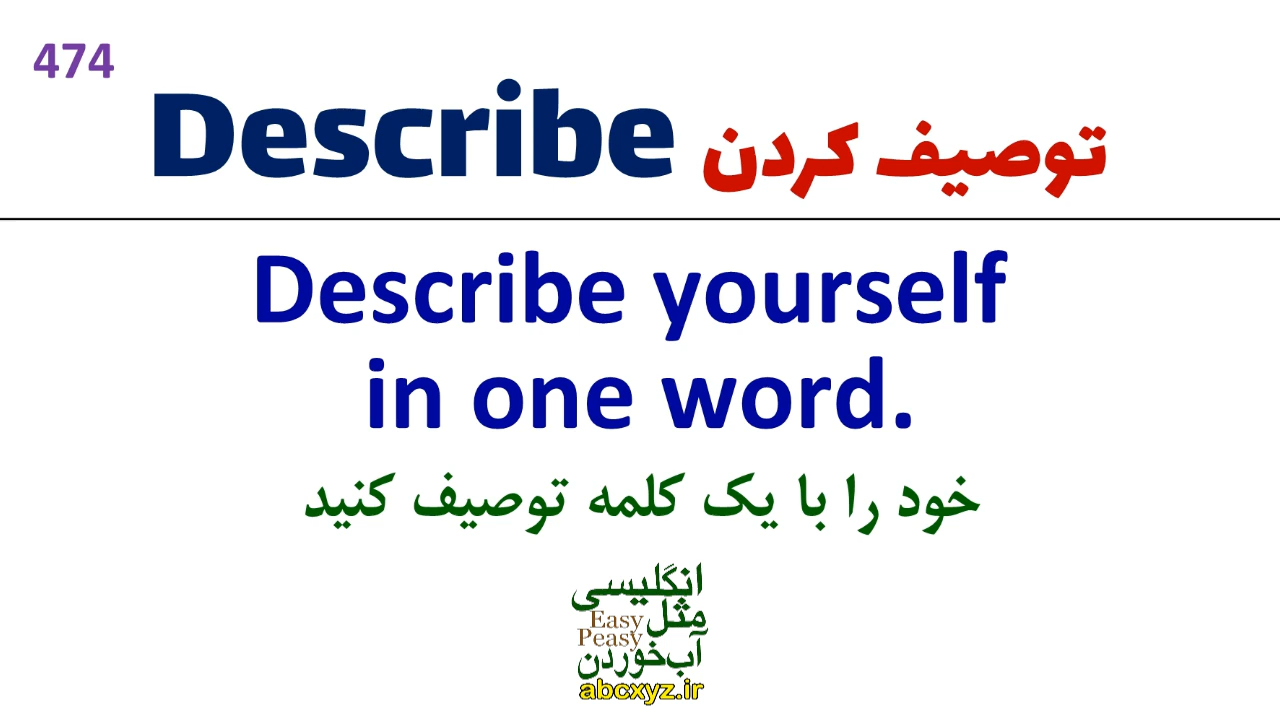 474
Describe توصیف کردن
Describe yourself
in one word.
خود را با یک کلمه توصیف کنید
انگلیسی
مثل Easy
Peasy
آب‌خوردن
abcxyz.ir